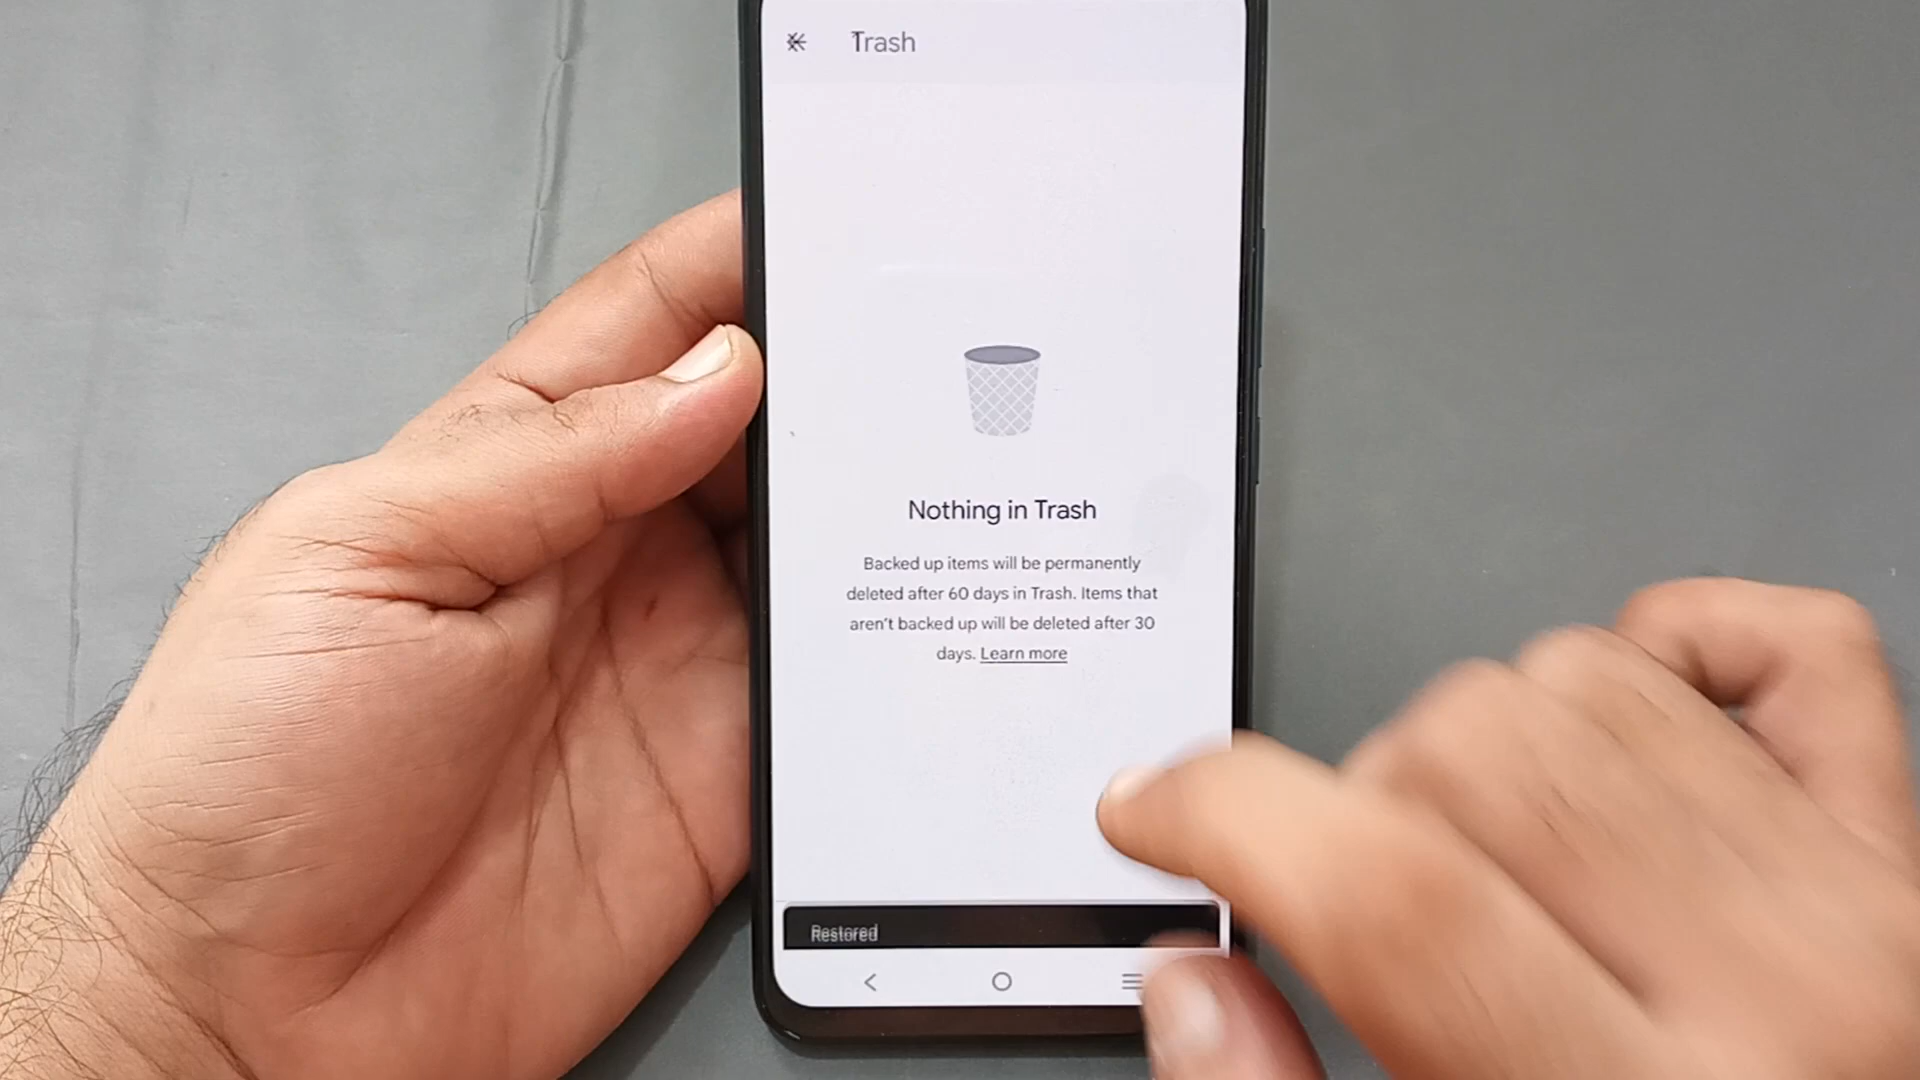 Trash
Nothing in Trash
Backed up items will be permanently
deleted after 60 days in Trash. Items that
aren't backed up will be deleted after 30
days. Learn more
Restored